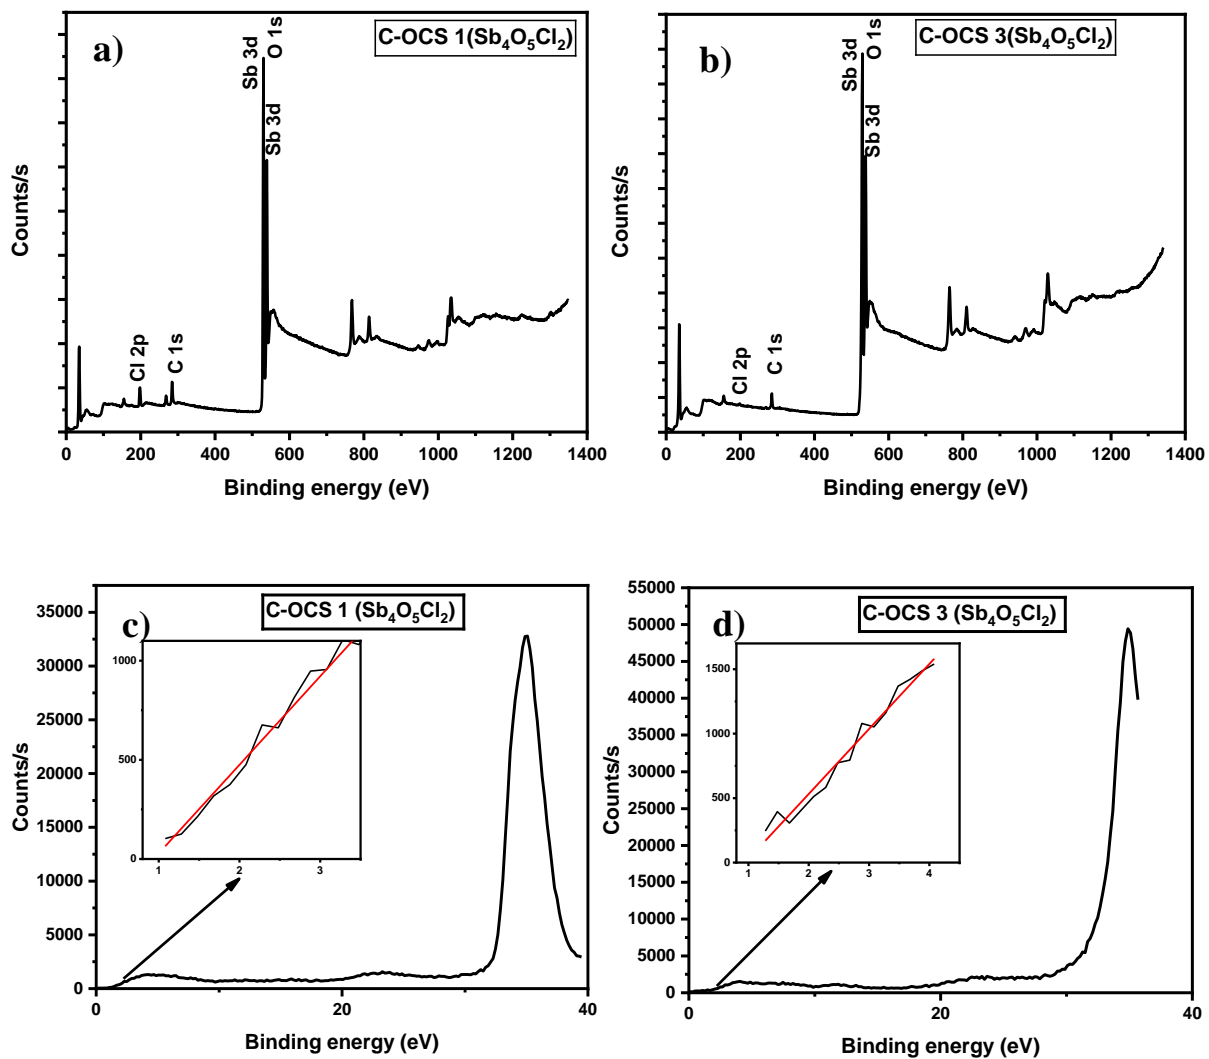 a)
C-OCS 1(Sb₄O₅Cl₂)
Sb 3d
O 1s
Sb 3d
Cl 2p
C 1s
Counts/s
0 200 400 600 800 1000 1200 1400
Binding energy (eV)
b)
C-OCS 3(Sb₄O₅Cl₂)
Sb 3d
O 1s
Sb 3d
Cl 2p
C 1s
Counts/s
0 200 400 600 800 1000 1200 1400
Binding energy (eV)
c)
C-OCS 1 (Sb₄O₅Cl₂)
35000
30000
25000
20000
15000
10000
5000
0
Counts/s
1000
500
0
1 2 3
0 20 40
Binding energy (eV)
d)
C-OCS 3 (Sb₄O₅Cl₂)
55000
50000
45000
40000
35000
30000
25000
20000
15000
10000
5000
0
Counts/s
1500
1000
500
0
1 2 3 4
0 20 40
Binding energy (eV)